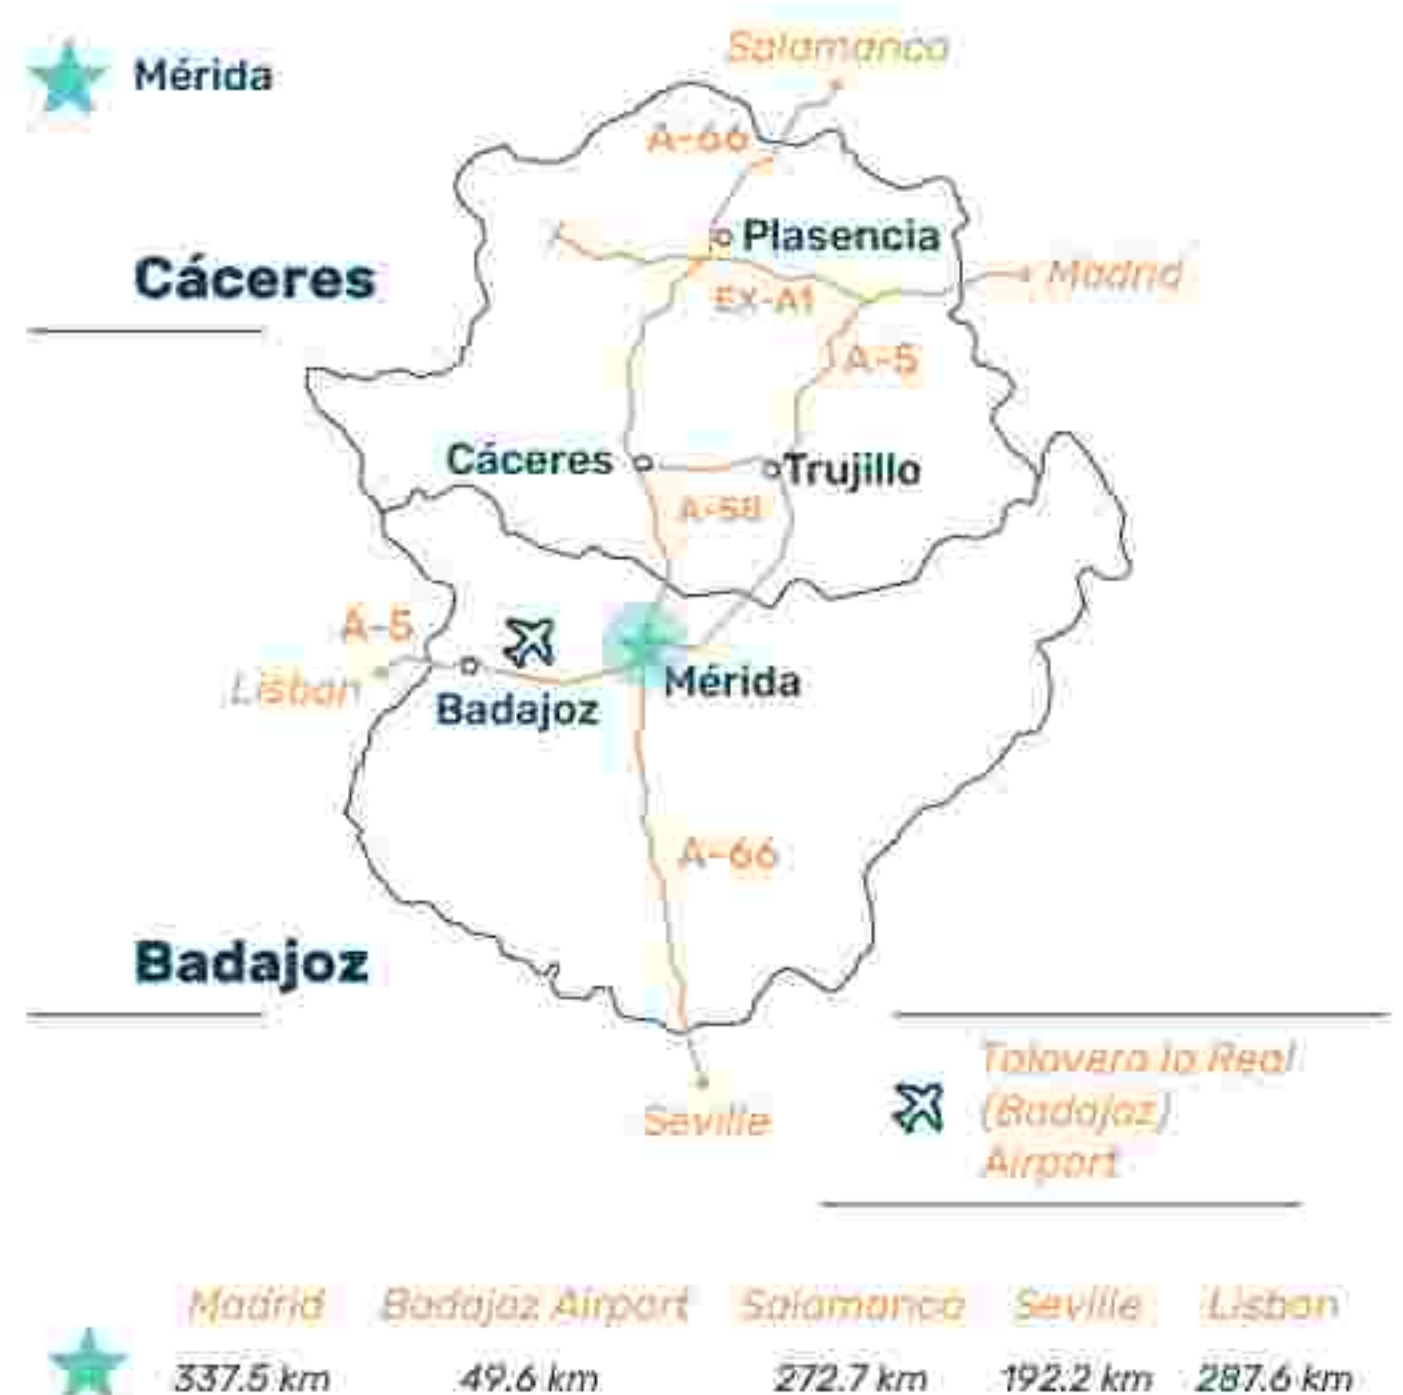 Salamanca
Mérida
A-66
Plasencia
Cáceres
Madrid
EX-A1
A-5
Cáceres
Trujillo
A-58
A-5
Lisbon
Mérida
Badajoz
A-66
Badajoz
Talavera la Real
(Badajoz)
Airport
Seville
Madrid Badajoz Airport Salamanca Seville Lisbon
337.5 km 49.6 km 272.7 km 192.2 km 287.6 km